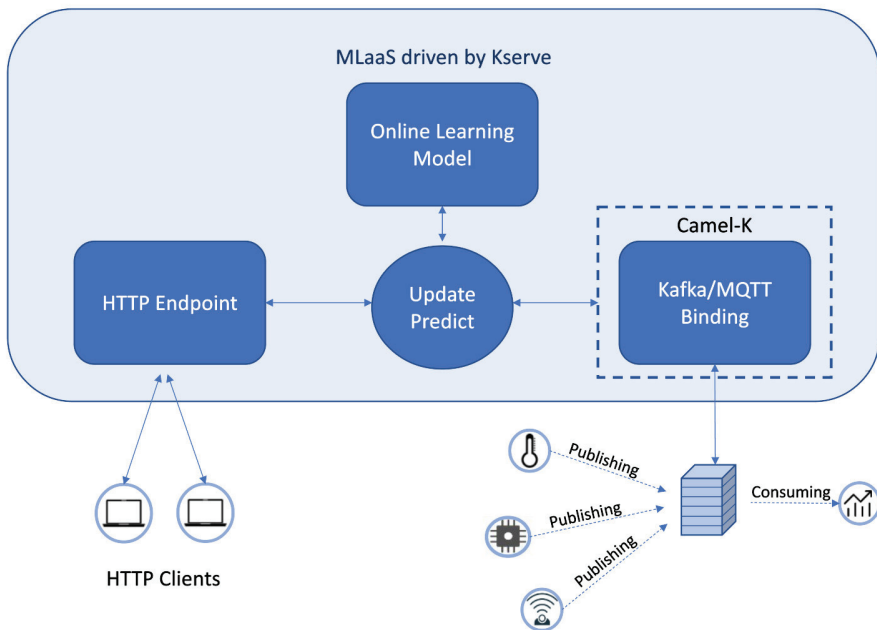 MLaaS driven by Kserve
Online Learning
Model
Camel-K
HTTP Endpoint
Update
Predict
Kafka/MQTT
Binding
Publishing
Publishing
Publishing
Consuming
HTTP Clients